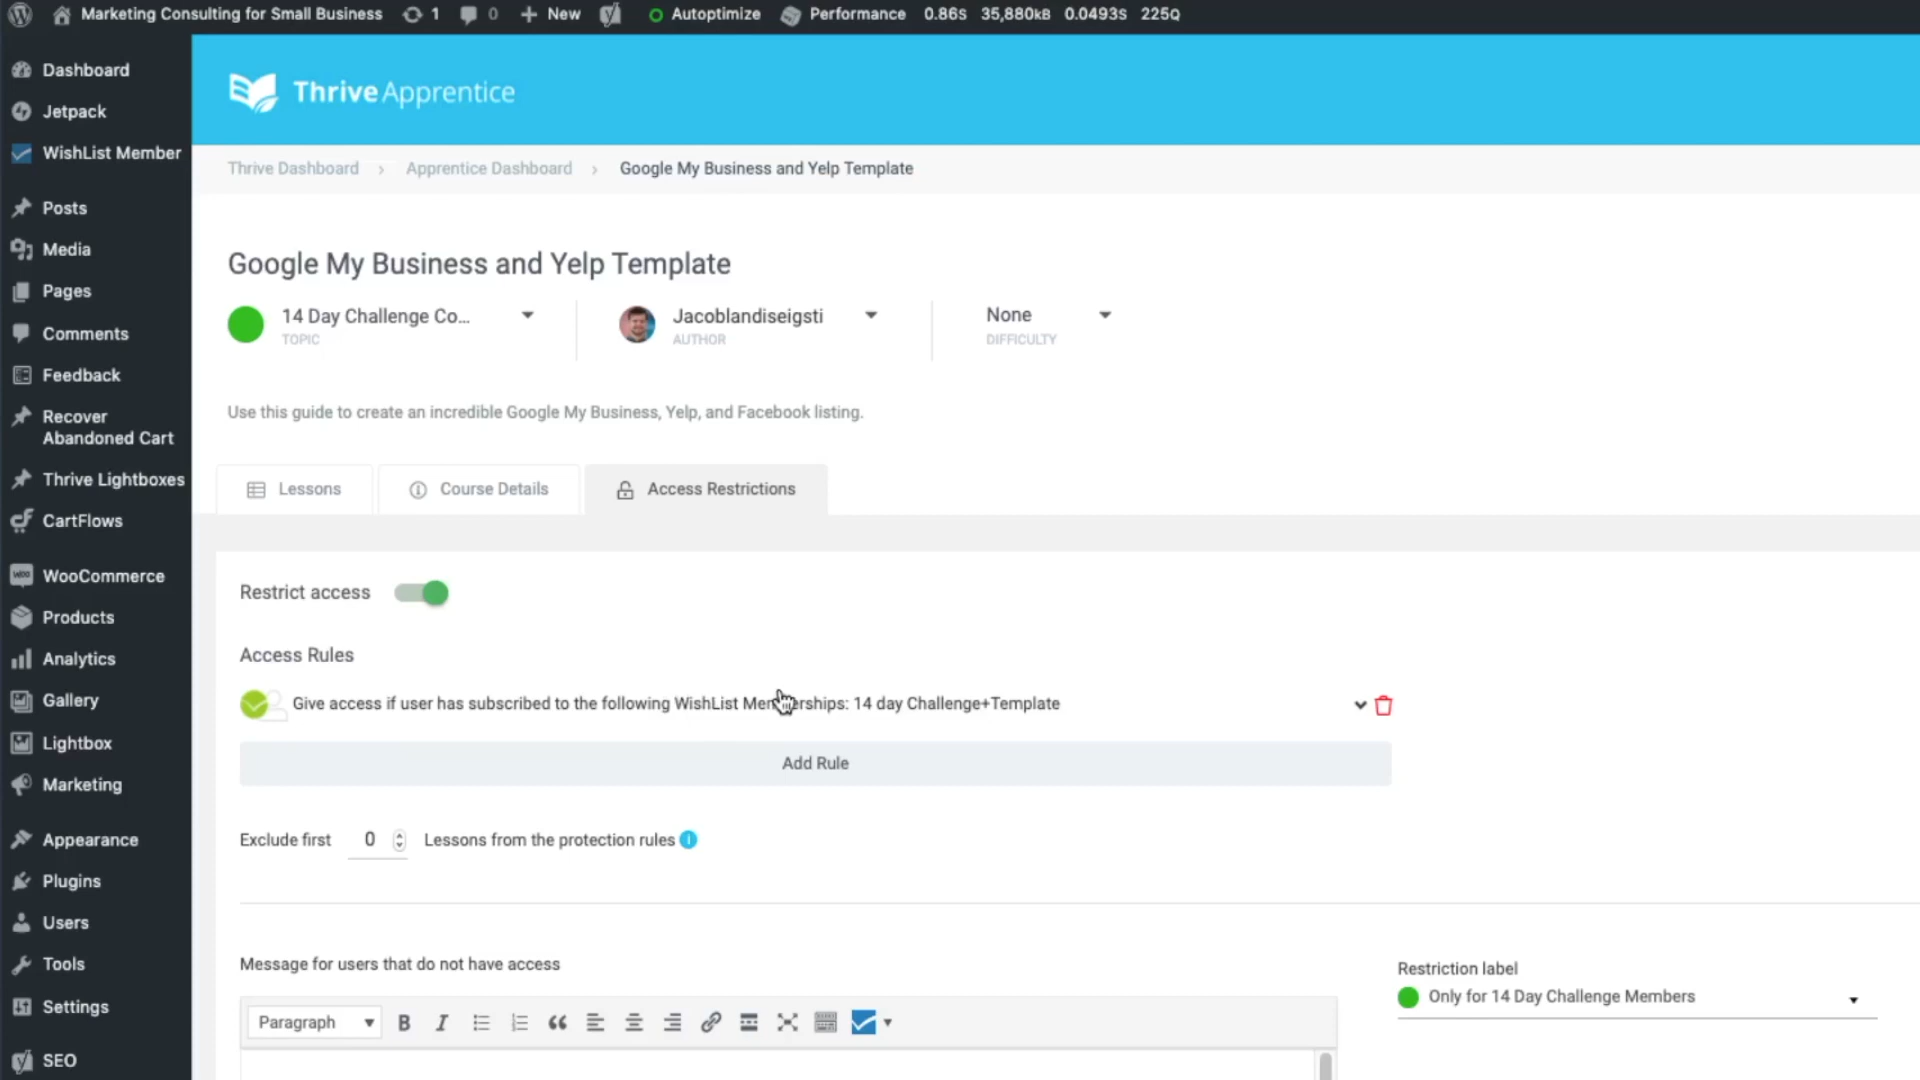 Marketing Consulting for Small Business 1 0 New Autoptimize Performance 0.86s 35,880kB 0.0493s 225Q
Dashboard
Jetpack
WishList Member
Posts
Media
Pages
Comments
Feedback
Recover
Abandoned Cart
Thrive Lightboxes
CartFlows
WooCommerce
Products
Analytics
Gallery
Lightbox
Marketing
Appearance
Plugins
Users
Tools
Settings
SEO
Thrive Apprentice
Thrive Dashboard › Apprentice Dashboard › Google My Business and Yelp Template
Google My Business and Yelp Template
14 Day Challenge Co...
TOPIC
Jacoblandiseigsti
AUTHOR
None
DIFFICULTY
Use this guide to create an incredible Google My Business, Yelp, and Facebook listing.
Lessons
Course Details
Access Restrictions
Restrict access
Access Rules
Give access if user has subscribed to the following WishList Memberships: 14 day Challenge+Template
Add Rule
Exclude first 0 Lessons from the protection rules
Message for users that do not have access
Paragraph
Restriction label
Only for 14 Day Challenge Members